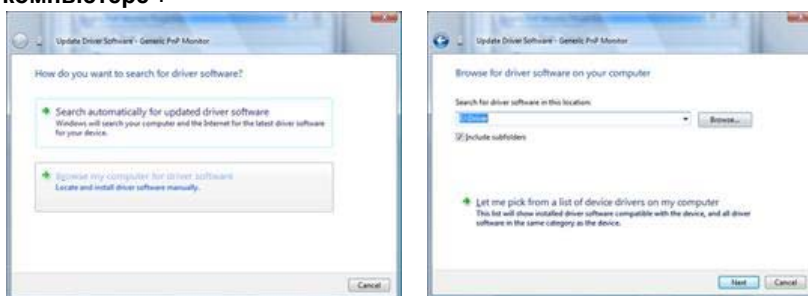 компьютере".
Update Driver Software - Generic PnP Monitor
How do you want to search for driver software?
Search automatically for updated driver software
Windows will search your computer and the Internet for the latest driver software
for your device.
Browse my computer for driver software
Locate and install driver software manually.
Cancel
Update Driver Software - Generic PnP Monitor
Browse for driver software on your computer
Search for driver software in this location:
Browse...
Include subfolders
Let me pick from a list of device drivers on my computer
This list will show installed driver software compatible with the device, and all driver
software in the same category as the device.
Next
Cancel